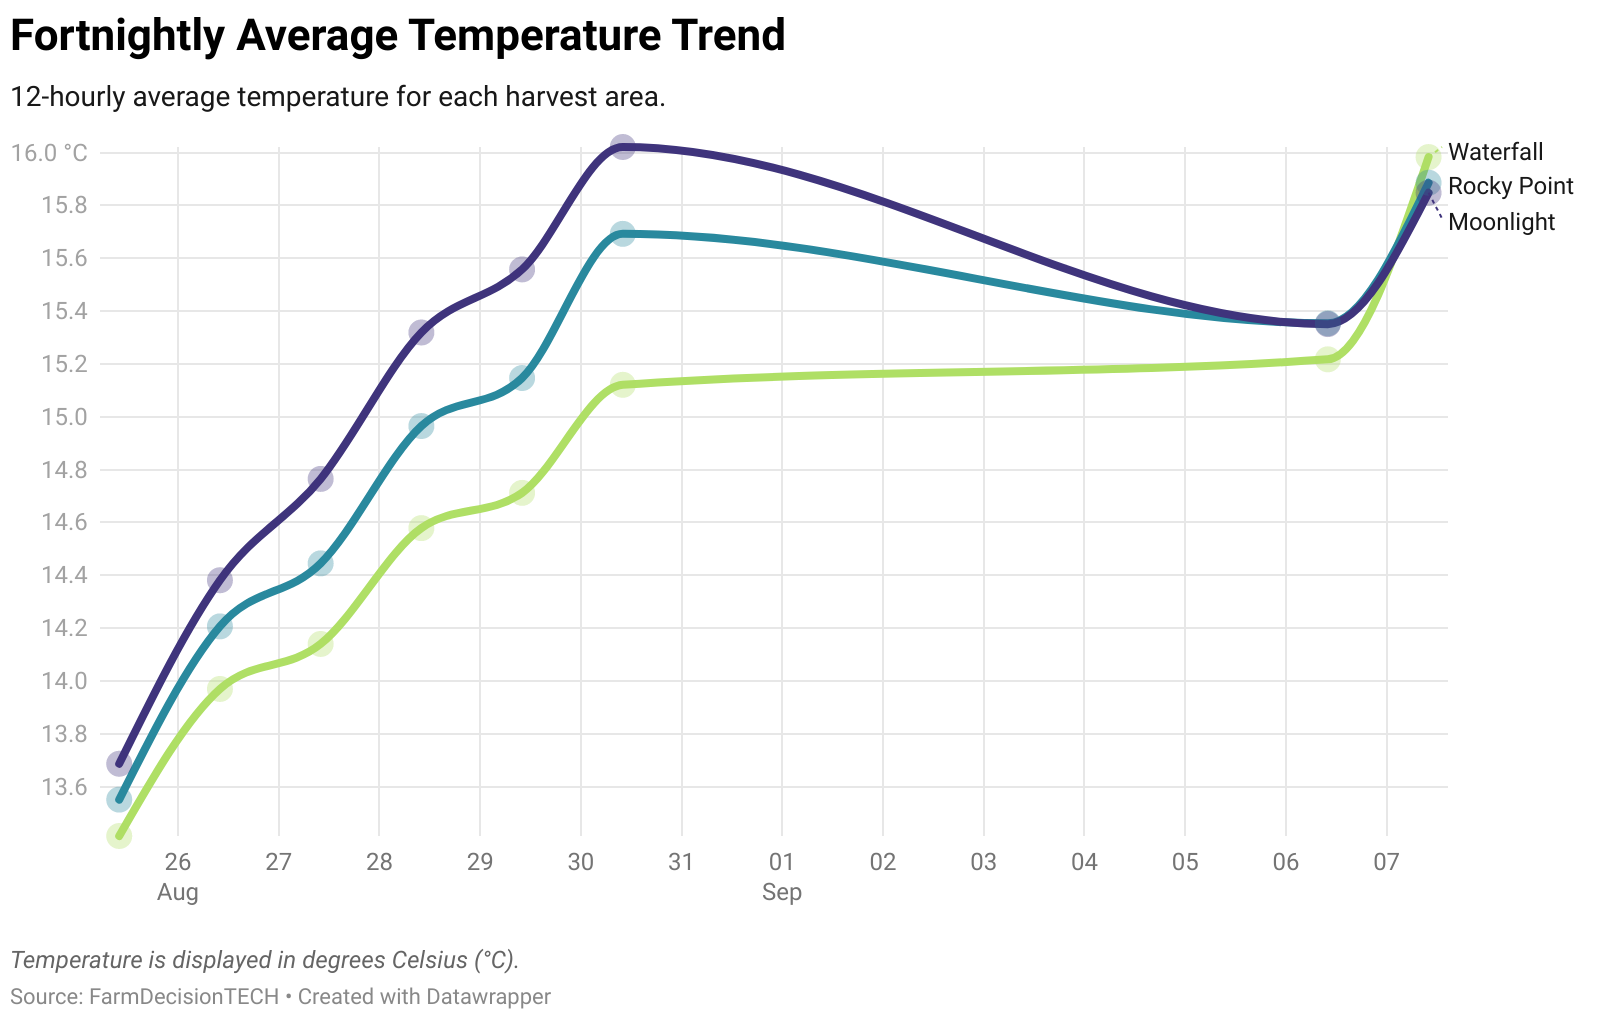 Fortnightly Average Temperature Trend
12-hourly average temperature for each harvest area.
16.0 °C
15.8
15.6
15.4
15.2
15.0
14.8
14.6
14.4
14.2
14.0
13.8
13.6
Waterfall
Rocky Point
Moonlight
26 27 28 29 30 31 01 02 03 04 05 06 07
Aug Sep
Temperature is displayed in degrees Celsius (°C).
Source: FarmDecisionTECH • Created with Datawrapper